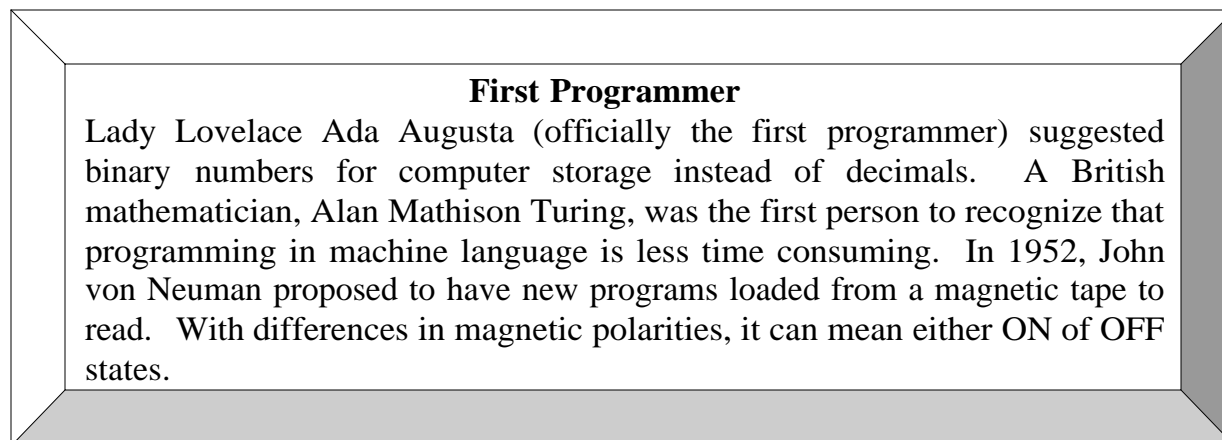 First Programmer
Lady Lovelace Ada Augusta (officially the first programmer) suggested
binary numbers for computer storage instead of decimals. A British
mathematician, Alan Mathison Turing, was the first person to recognize that
programming in machine language is less time consuming. In 1952, John
von Neuman proposed to have new programs loaded from a magnetic tape to
read. With differences in magnetic polarities, it can mean either ON of OFF
states.